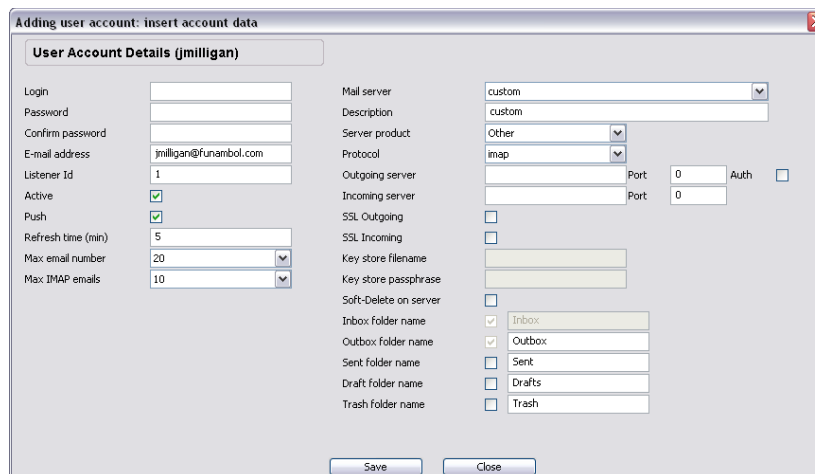 Adding user account: insert account data
User Account Details (jmilligan)
Login
Password
Confirm password
E-mail address jmilligan@funambol.com
Listener Id 1
Active
Push
Refresh time (min) 5
Max email number 20
Max IMAP emails 10
Mail server custom
Description custom
Server product Other
Protocol imap
Outgoing server Port 0 Auth
Incoming server Port 0
SSL Outgoing
SSL Incoming
Key store filename
Key store passphrase
Soft-Delete on server
Inbox folder name Inbox
Outbox folder name Outbox
Sent folder name Sent
Draft folder name Drafts
Trash folder name Trash
Save Close